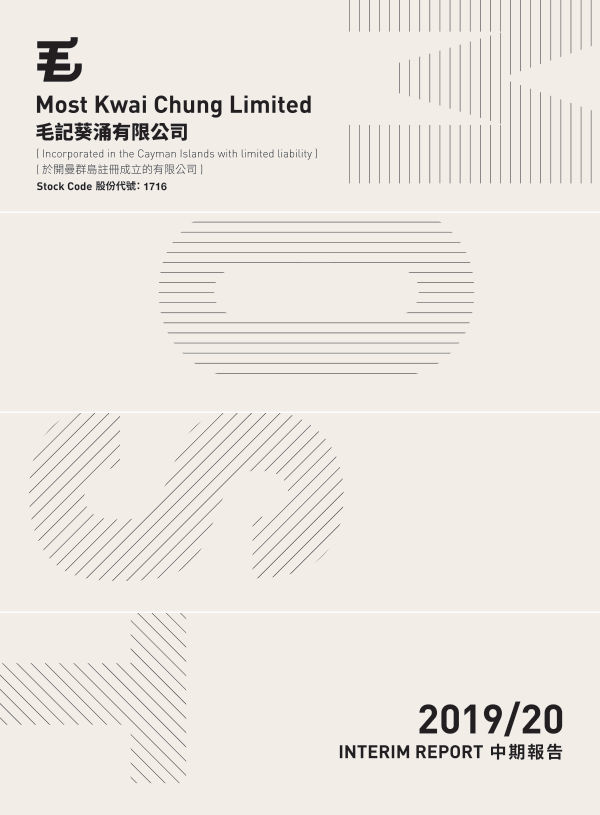 毛
Most Kwai Chung Limited
毛記葵涌有限公司
( Incorporated in the Cayman Islands with limited liability )
( 於開曼群島註冊成立的有限公司 )
Stock Code 股份代號: 1716
M
O
S
T
2019/20
INTERIM REPORT 中期報告